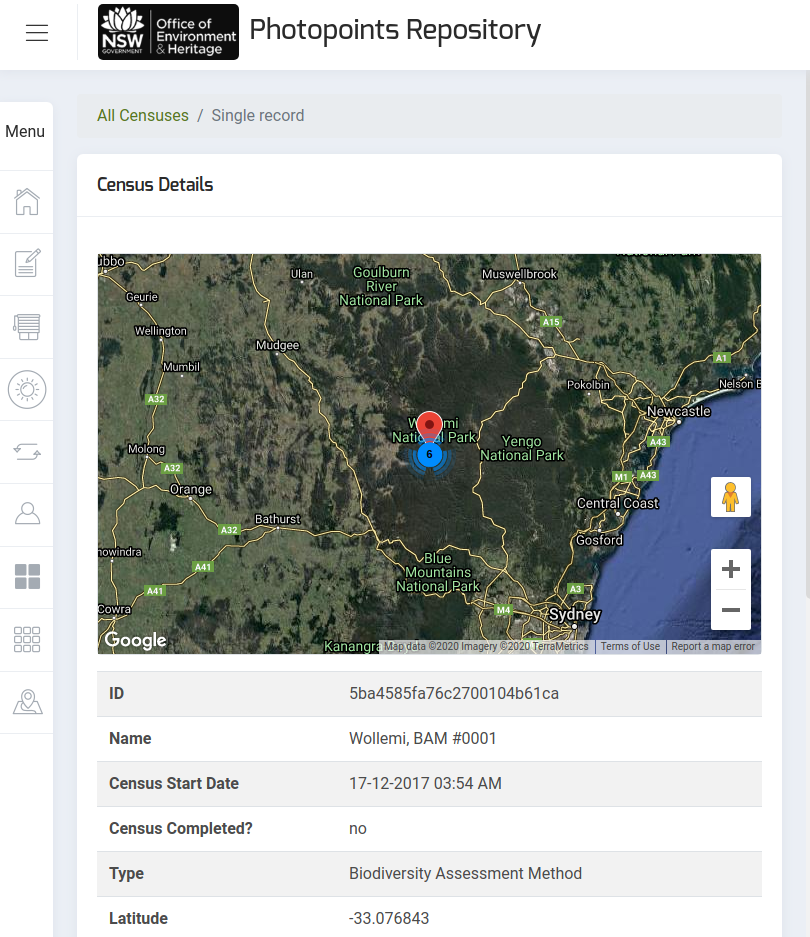 NSW
GOVERNMENT
Office of
Environment
& Heritage
Photopoints Repository
Menu
All Censuses / Single record
Census Details
Ulan
Goulburn
River
National Park
Muswellbrook
Geurie
A15
Wellington
Mudgee
A1
Mumbil
Pokolbin
Nelson B
A32
Newcastle
National Park
Yengo
National Park
A43
Molong
A32
M1
A43
Orange
Central Coast
Bathurst
A32
Gosford
A41
Blue
Mountains
National Park
A41
A3
Cowra
M4
Sydney
6
Google
Kanangra
Map data ©2020 Imagery ©2020 TerraMetrics
Terms of Use
Report a map error
ID 5ba4585fa76c2700104b61ca
Name Wollemi, BAM #0001
Census Start Date 17-12-2017 03:54 AM
Census Completed? no
Type Biodiversity Assessment Method
Latitude -33.076843